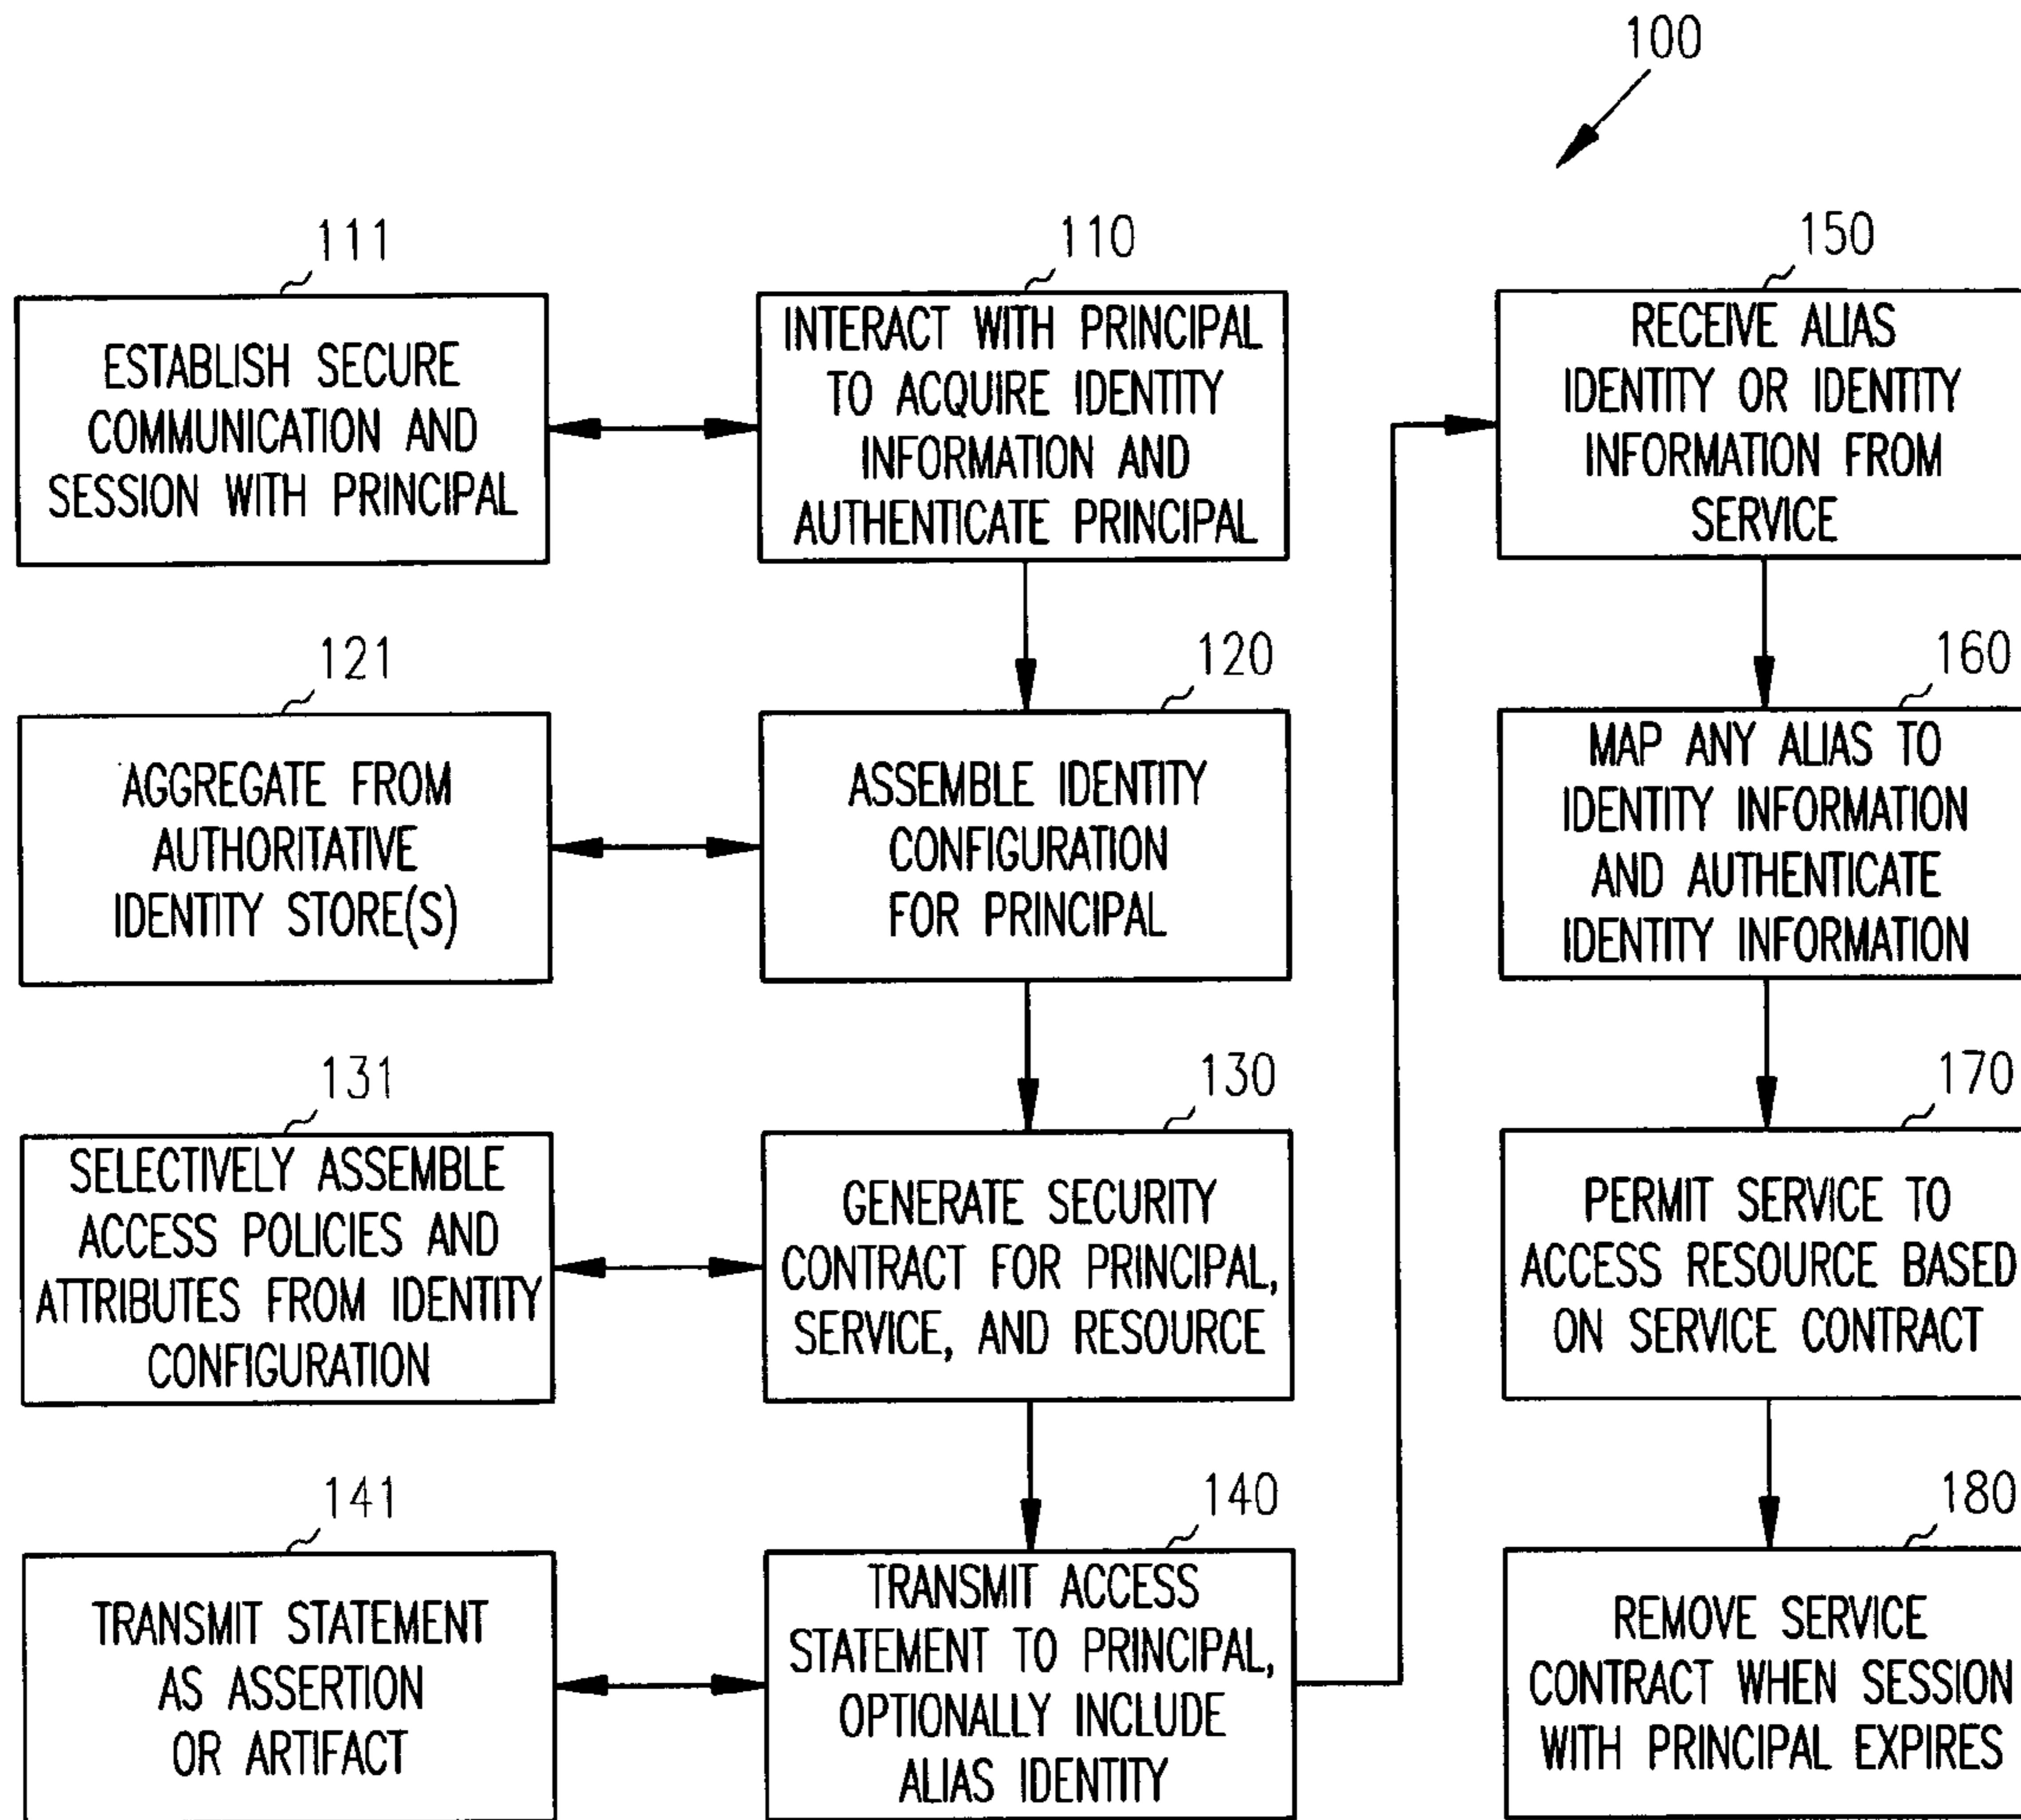 100
111
ESTABLISH SECURE
COMMUNICATION AND
SESSION WITH PRINCIPAL
110
INTERACT WITH PRINCIPAL
TO ACQUIRE IDENTITY
INFORMATION AND
AUTHENTICATE PRINCIPAL
121
AGGREGATE FROM
AUTHORITATIVE
IDENTITY STORE(S)
120
ASSEMBLE IDENTITY
CONFIGURATION
FOR PRINCIPAL
131
SELECTIVELY ASSEMBLE
ACCESS POLICIES AND
ATTRIBUTES FROM IDENTITY
CONFIGURATION
130
GENERATE SECURITY
CONTRACT FOR PRINCIPAL,
SERVICE, AND RESOURCE
141
TRANSMIT STATEMENT
AS ASSERTION
OR ARTIFACT
140
TRANSMIT ACCESS
STATEMENT TO PRINCIPAL,
OPTIONALLY INCLUDE
ALIAS IDENTITY
150
RECEIVE ALIAS
IDENTITY OR IDENTITY
INFORMATION FROM
SERVICE
160
MAP ANY ALIAS TO
IDENTITY INFORMATION
AND AUTHENTICATE
IDENTITY INFORMATION
170
PERMIT SERVICE TO
ACCESS RESOURCE BASED
ON SERVICE CONTRACT
180
REMOVE SERVICE
CONTRACT WHEN SESSION
WITH PRINCIPAL EXPIRES